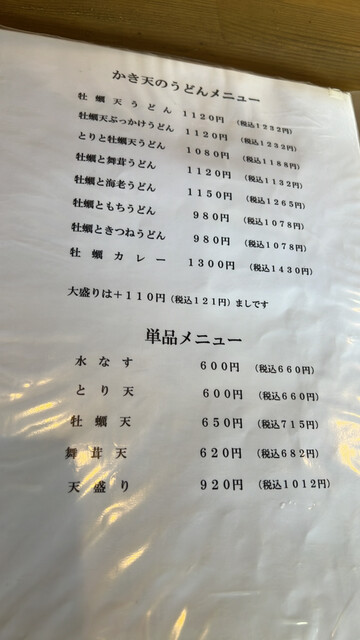 かき天のうどんメニュー
牡蠣天うどん 1120円 (税込1232円)
牡蠣天ぶっかけうどん 1120円 (税込1232円)
とりと牡蠣天うどん 1080円 (税込1188円)
牡蠣と舞茸うどん 1120円 (税込1132円)
牡蠣と海老うどん 1150円 (税込1265円)
牡蠣ともちうどん 980円 (税込1078円)
牡蠣ときつねうどん 980円 (税込1078円)
牡蠣カレー 1300円 (税込1430円)
大盛りは+110円(税込121円)ましです
単品メニュー
水なす 600円 (税込660円)
とり天 600円 (税込660円)
牡蠣天 650円 (税込715円)
舞茸天 620円 (税込682円)
天盛り 920円 (税込1012円)